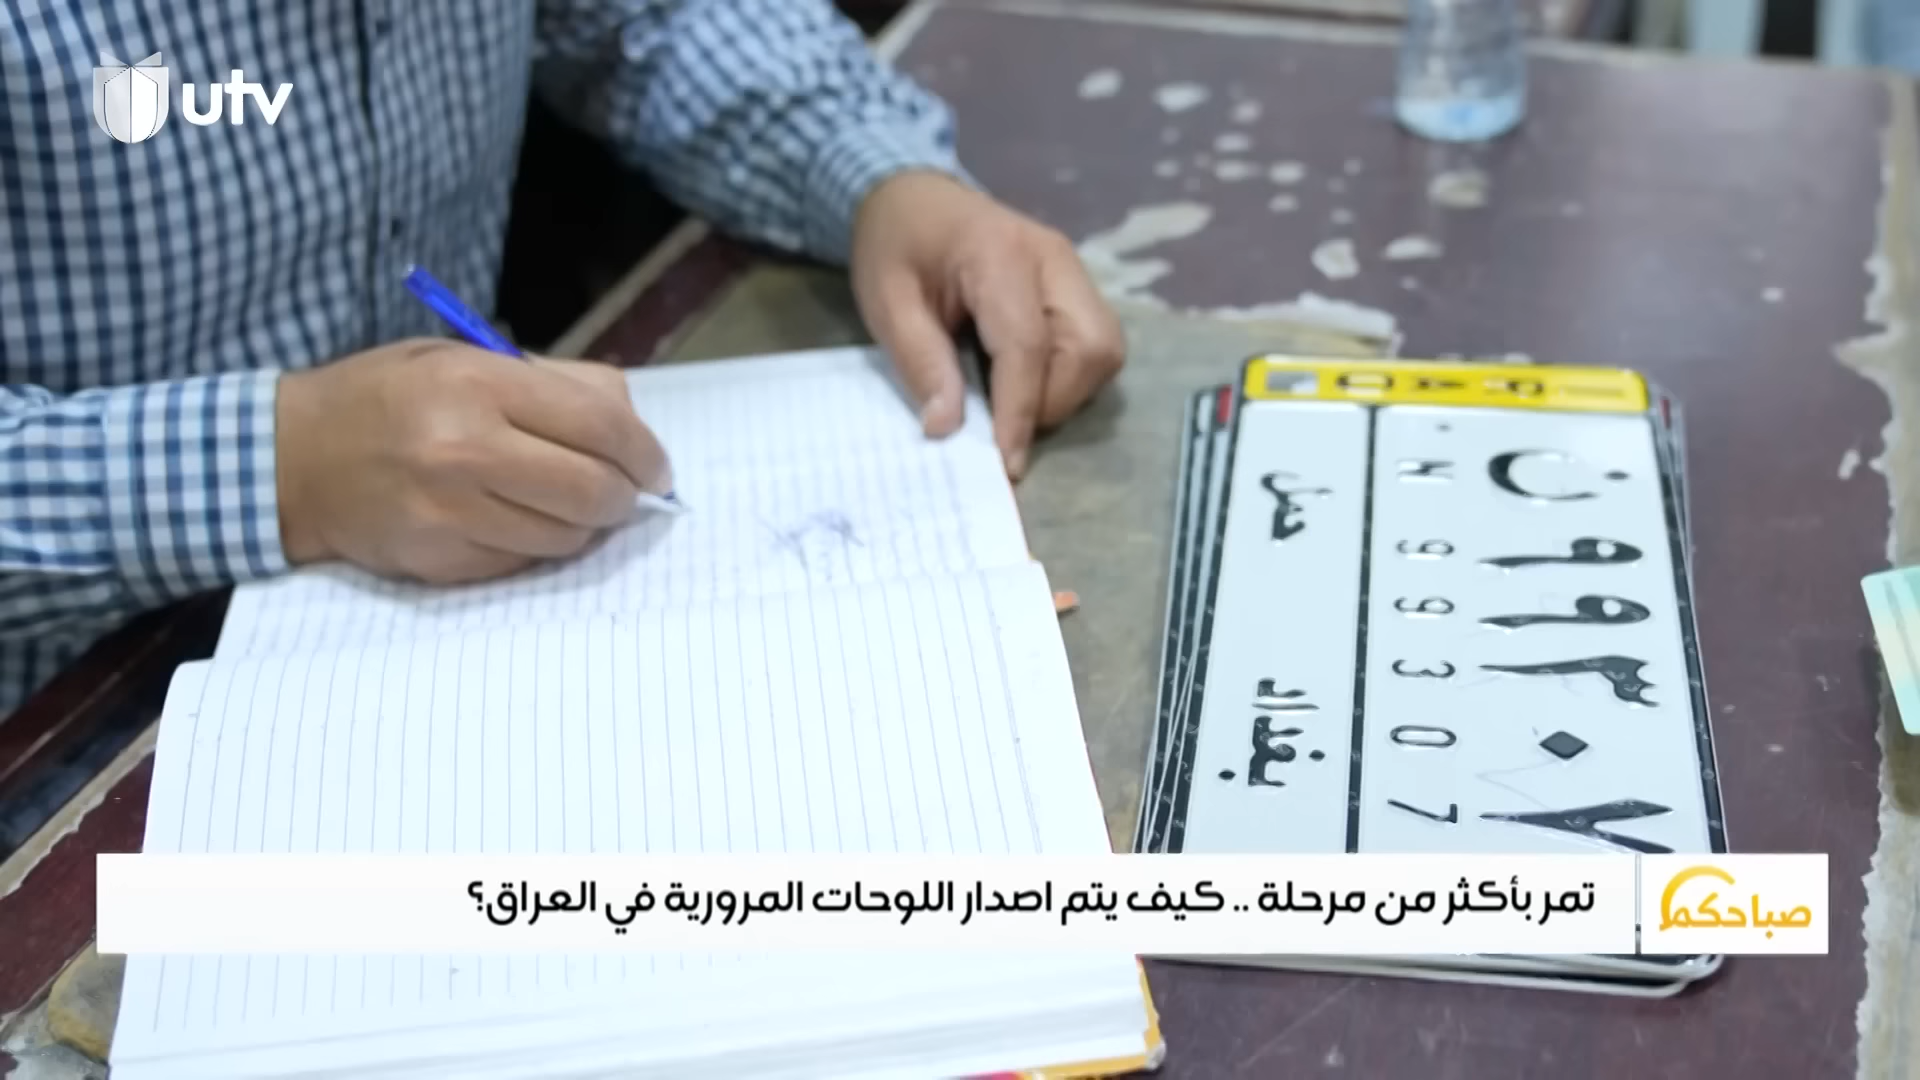 utv
ن ٩٩٣٠٧
N 99307
حمل بغداد
تمر بأكثر من مرحلة .. كيف يتم اصدار اللوحات المرورية في العراق؟
صباحكم